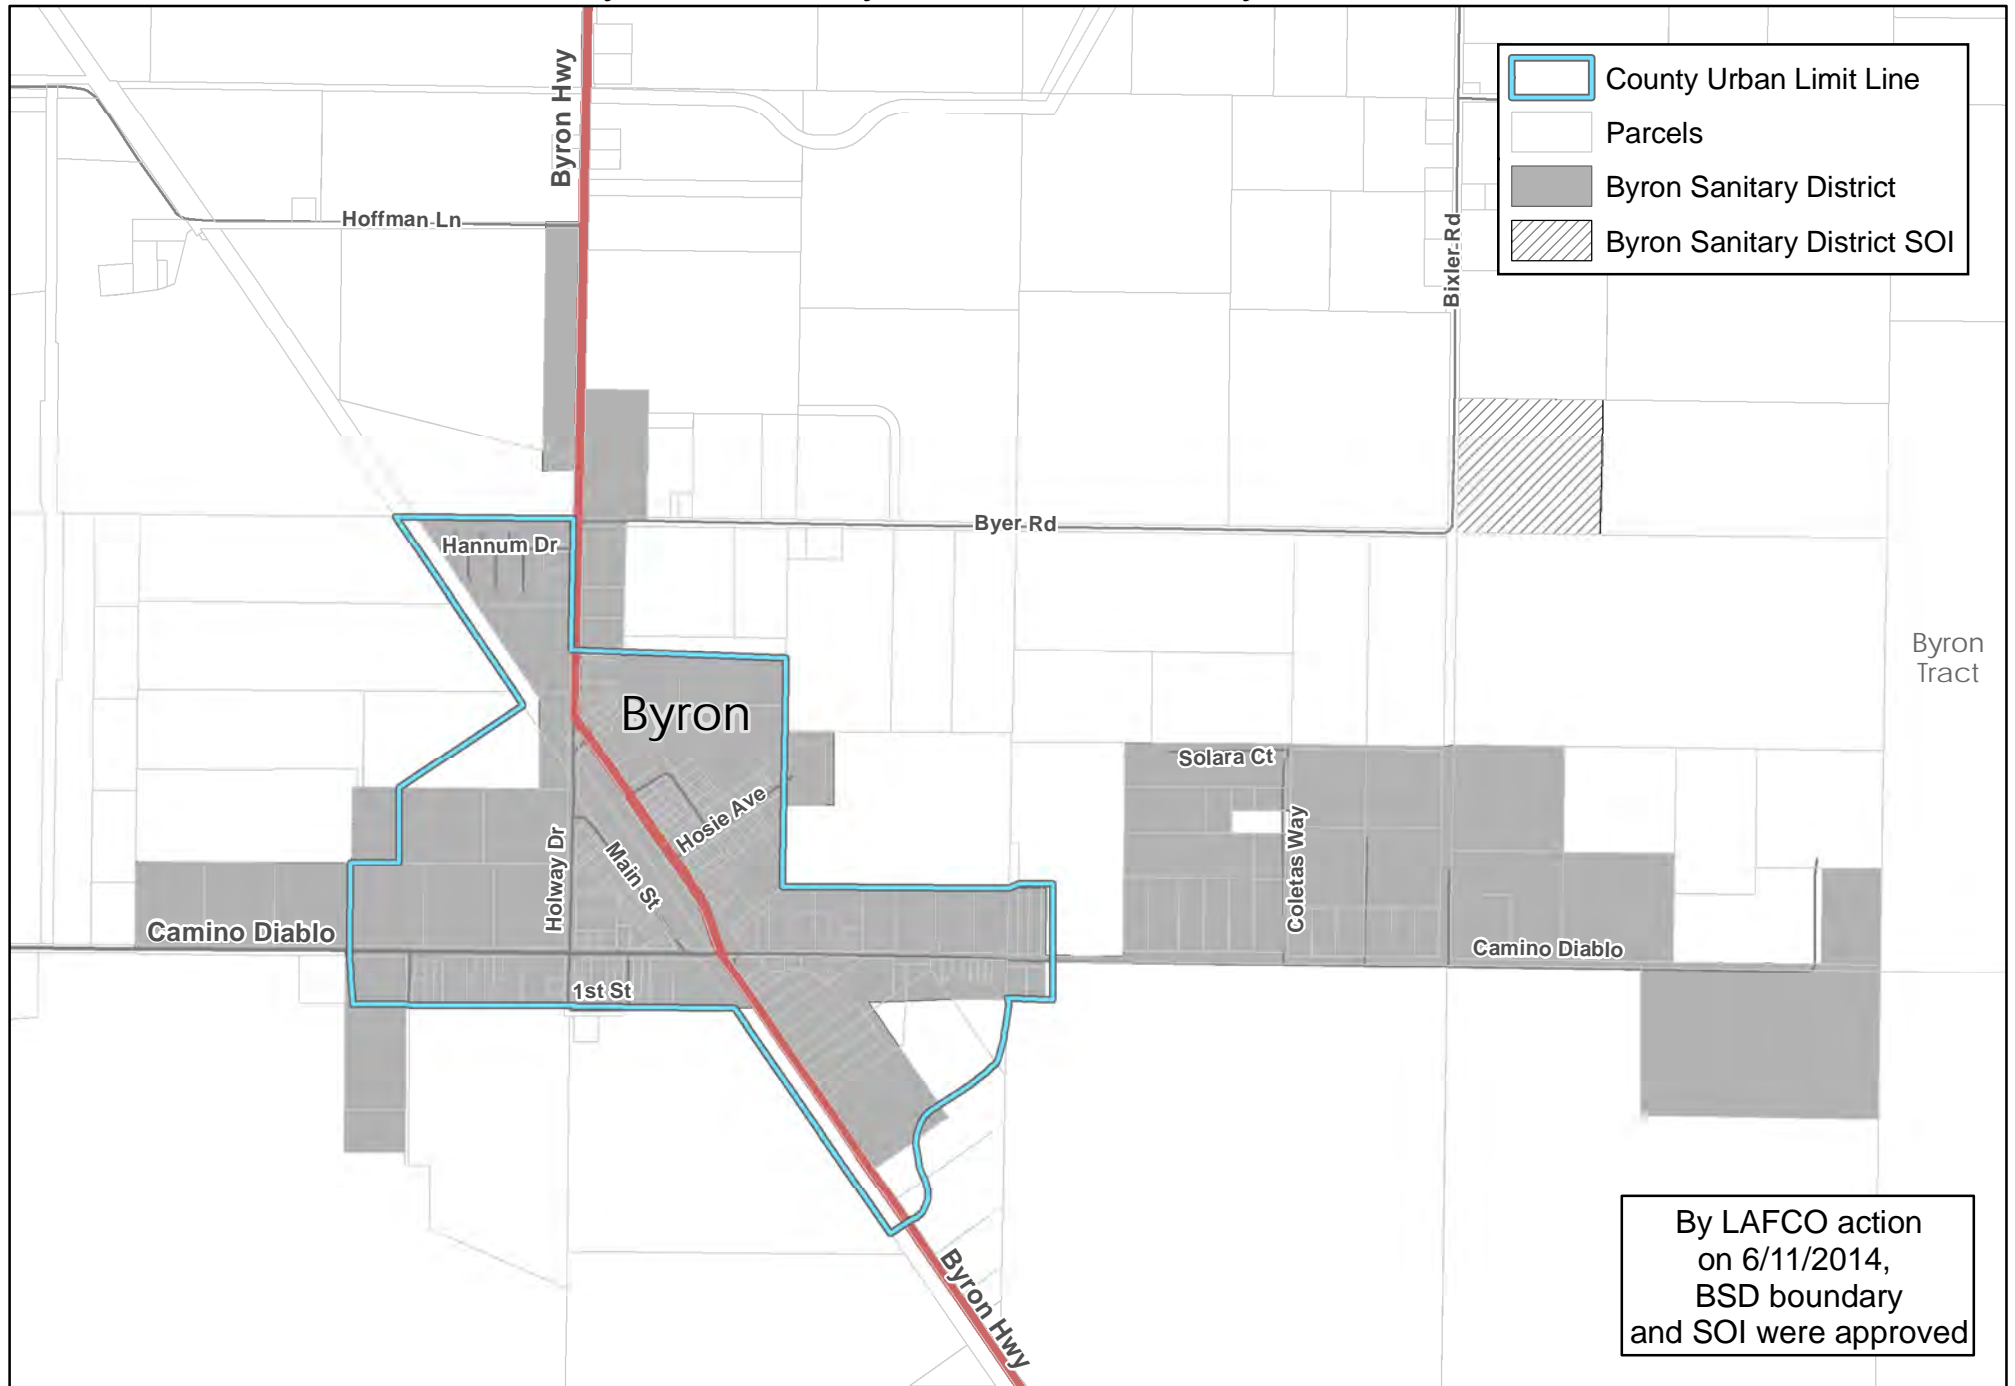 Byron Hwy
County Urban Limit Line
Parcels
Byron Sanitary District
Byron Sanitary District SOI
Hoffman Ln
Bixler Rd
Byer Rd
Hannum Dr
Byron
Tract
Byron
Solara Ct
Hosie Ave
Holway Dr
Main St
Coletas Way
Camino Diablo
Camino Diablo
1st St
Byron Hwy
By LAFCO action
on 6/11/2014,
BSD boundary
and SOI were approved